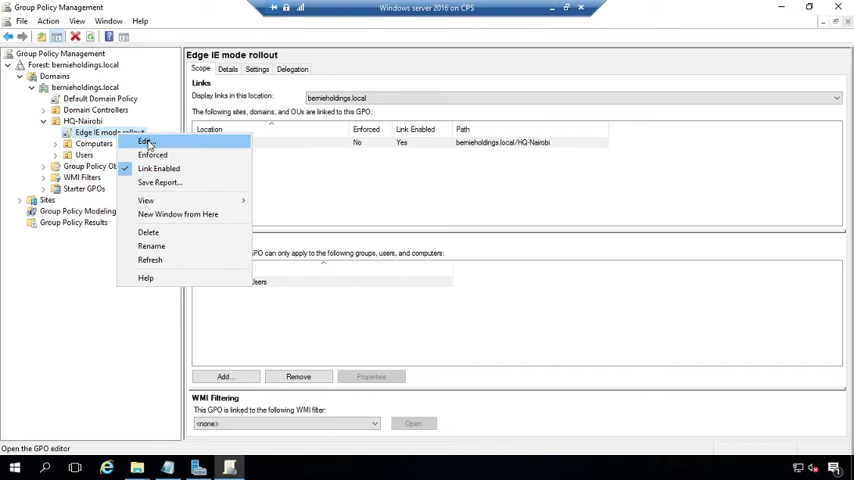 Group Policy Management
Windows server 2016 on CPS
File Action View Window Help
Group Policy Management
Forest: bernieholdings.local
Domains
bernieholdings.local
Default Domain Policy
Domain Controllers
HQ-Nairobi
Edge IE mode rollout
Computers
Users
Group Policy Ob
WMI Filters
Starter GPOs
Sites
Group Policy Modeling
Group Policy Results
Edit...
Enforced
Link Enabled
Save Report...
View
New Window from Here
Delete
Rename
Refresh
Help
Edge IE mode rollout
Scope Details Settings Delegation
Links
Display links in this location: bernieholdings.local
The following sites, domains, and OUs are linked to this GPO:
Location Enforced Link Enabled Path
No Yes bernieholdings.local/HQ-Nairobi
GPO can only apply to the following groups, users, and computers:
Users
Add... Remove Properties
WMI Filtering
This GPO is linked to the following WMI filter:
<none> Open
Open the GPO editor